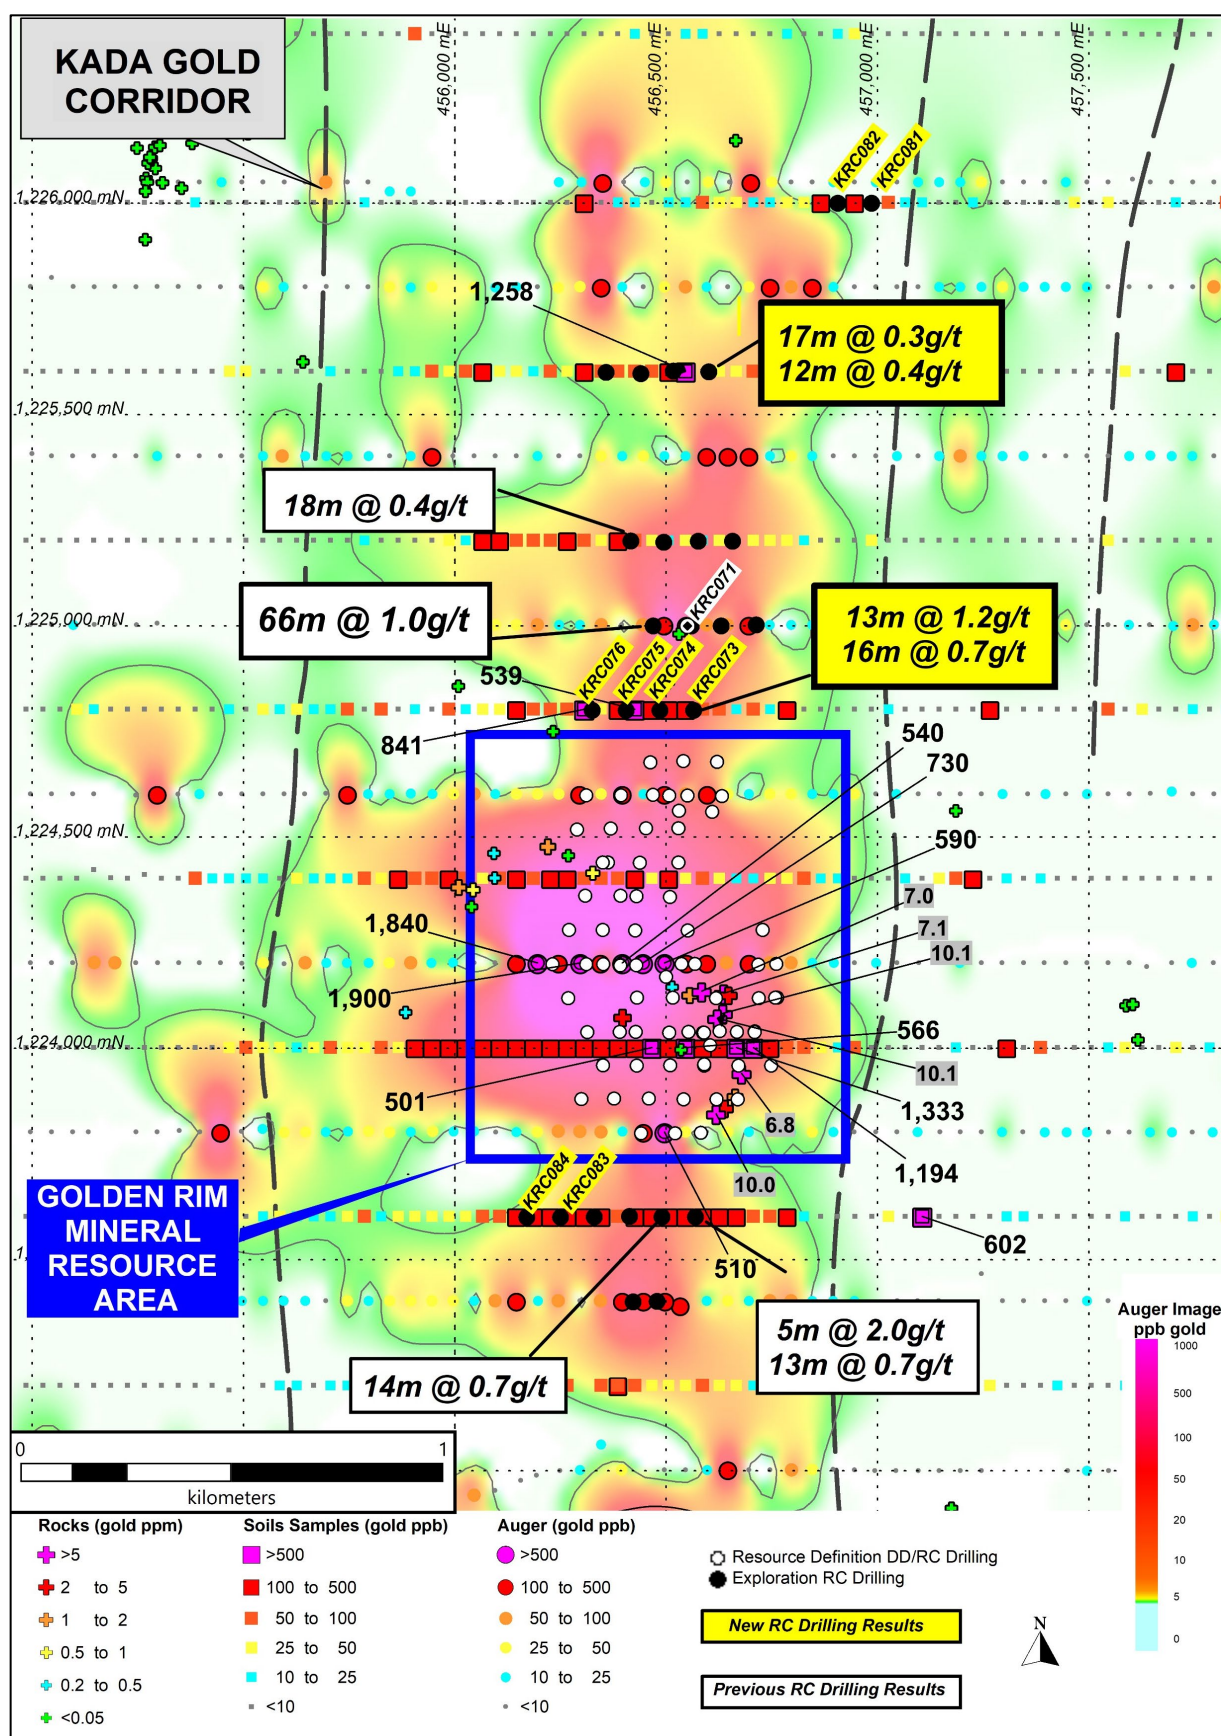 KADA GOLD
CORRIDOR
456,000 mE
456,500 mE
457,000 mE
457,500 mE
KRC082
KRC081
1,226,000 mN
1,258
17m @ 0.3g/t
12m @ 0.4g/t
1,225,500 mN
18m @ 0.4g/t
KRC071
66m @ 1.0g/t
1,225,000 mN
13m @ 1.2g/t
16m @ 0.7g/t
KRC076
KRC075
KRC074
KRC073
539
841
540
730
1,224,500 mN
590
7.0
1,840
7.1
10.1
1,900
566
1,224,000 mN
10.1
501
1,333
6.8
1,194
KRC084
KRC083
10.0
GOLDEN RIM
MINERAL
RESOURCE
AREA
602
510
5m @ 2.0g/t
13m @ 0.7g/t
14m @ 0.7g/t
Auger Image
ppb gold
1000
500
100
50
20
10
5
0
0 1
kilometers
Rocks (gold ppm)
>5
2 to 5
1 to 2
0.5 to 1
0.2 to 0.5
<0.05
Soils Samples (gold ppb)
>500
100 to 500
50 to 100
25 to 50
10 to 25
<10
Auger (gold ppb)
>500
100 to 500
50 to 100
25 to 50
10 to 25
<10
Resource Definition DD/RC Drilling
Exploration RC Drilling
New RC Drilling Results
Previous RC Drilling Results
N